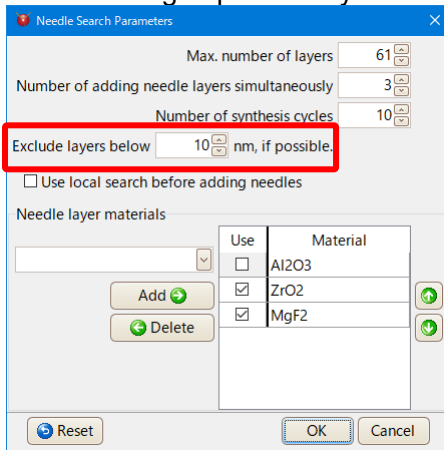 Needle Search Parameters
Max. number of layers 61
Number of adding needle layers simultaneously 3
Number of synthesis cycles 10
Exclude layers below 10 nm, if possible.
Use local search before adding needles
Needle layer materials
Use Material
Al2O3
Add ZrO2
Delete MgF2
Reset OK Cancel